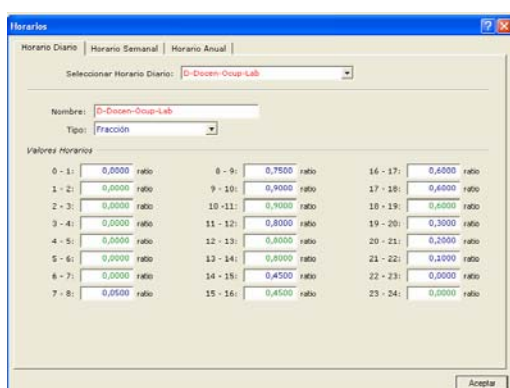 Horarios
Horario Diario Horario Semanal Horario Anual
Seleccionar Horario Diario: D-Docen-Ocup-Lab
Nombre: D-Docen-Ocup-Lab
Tipo: Fracción
Valores Horarios
0 - 1: 0,0000 ratio 8 - 9: 0,7500 ratio 16 - 17: 0,6000 ratio
1 - 2: 0,0000 ratio 9 - 10: 0,9000 ratio 17 - 18: 0,6000 ratio
2 - 3: 0,0000 ratio 10 -11: 0,9000 ratio 18 - 19: 0,6000 ratio
3 - 4: 0,0000 ratio 11 - 12: 0,8000 ratio 19 - 20: 0,3000 ratio
4 - 5: 0,0000 ratio 12 - 13: 0,8000 ratio 20 - 21: 0,2000 ratio
5 - 6: 0,0000 ratio 13 - 14: 0,8000 ratio 21 - 22: 0,1000 ratio
6 - 7: 0,0000 ratio 14 - 15: 0,4500 ratio 22 - 23: 0,0000 ratio
7 - 8: 0,0500 ratio 15 - 16: 0,4500 ratio 23 - 24: 0,0000 ratio
Aceptar